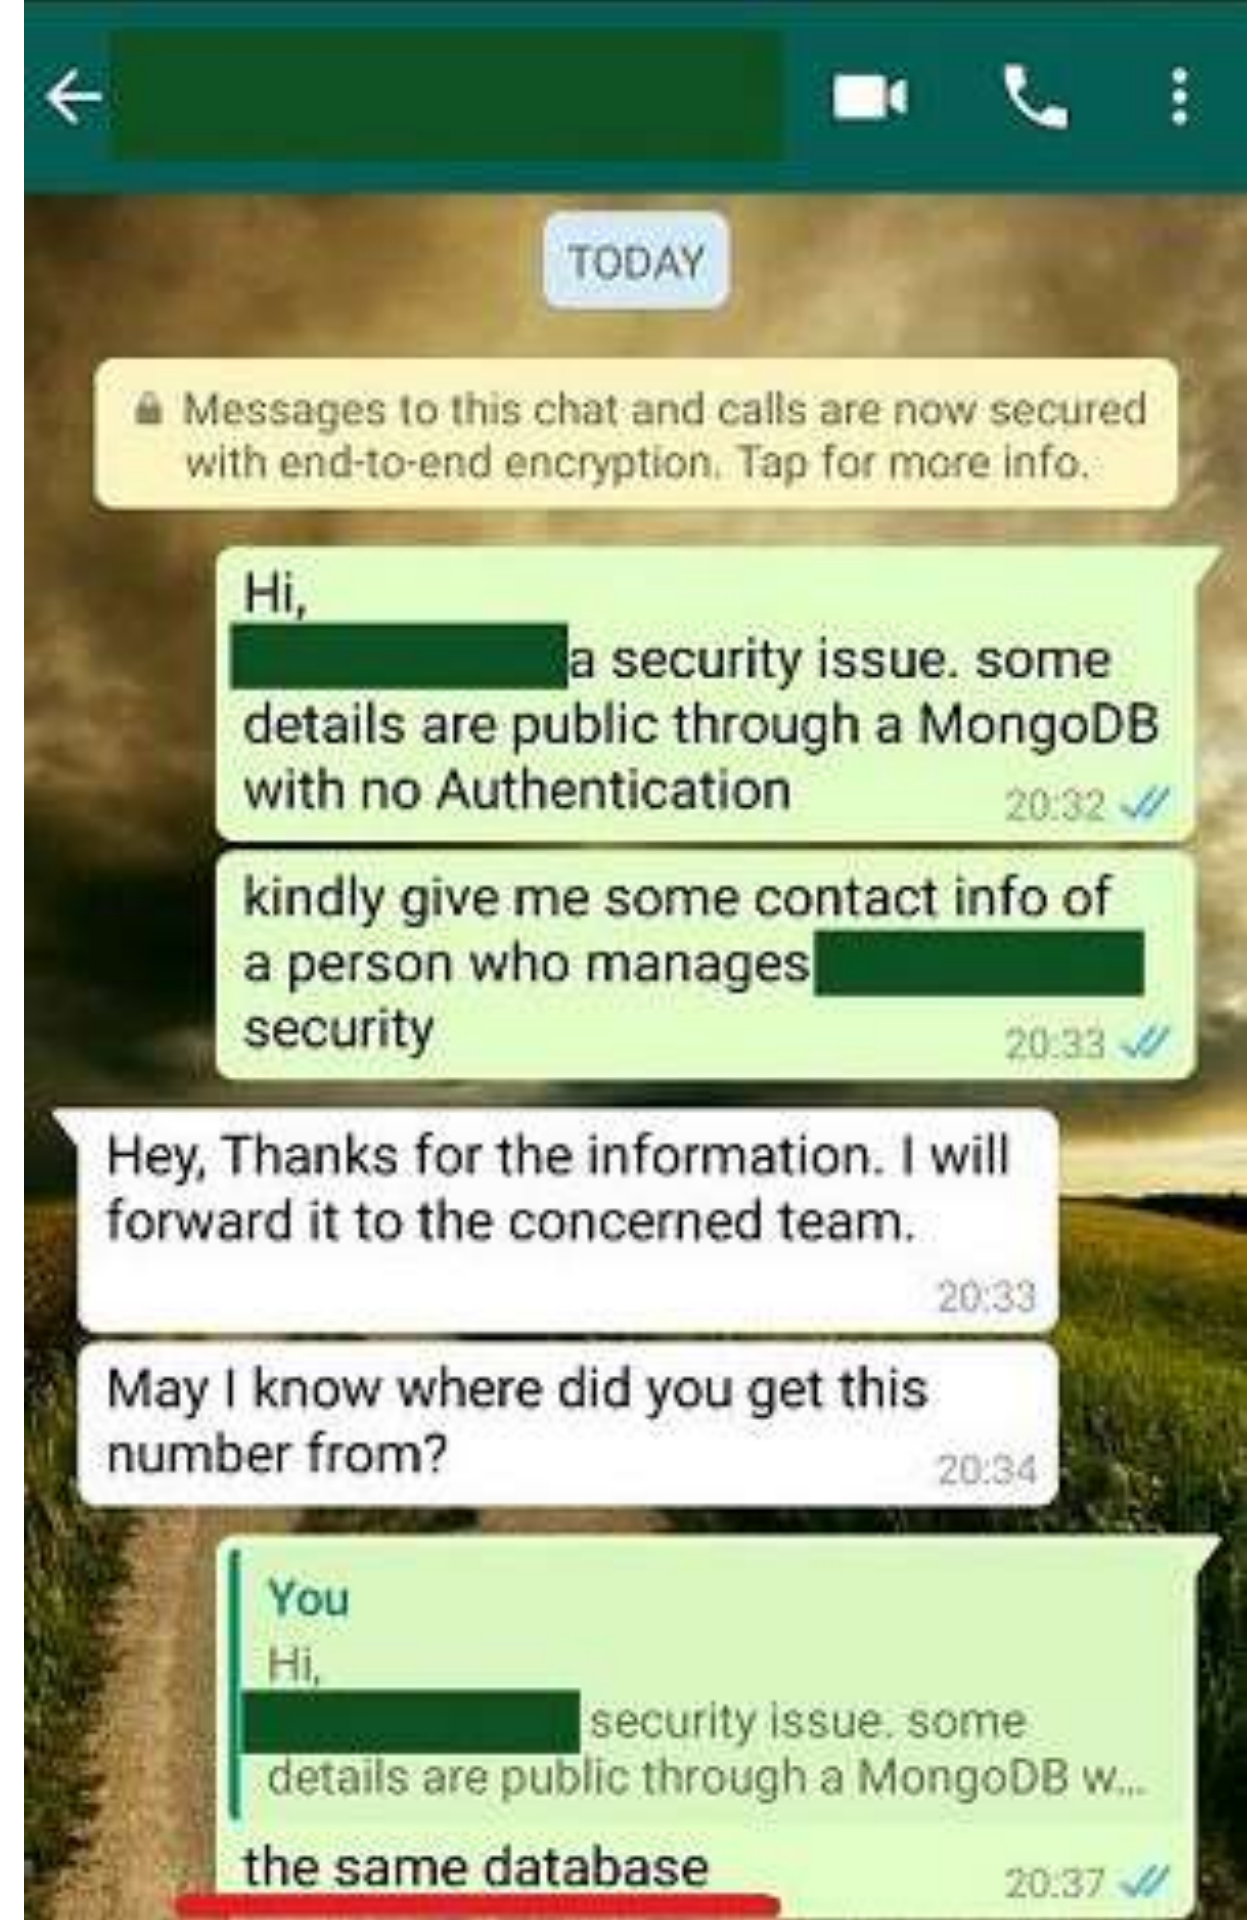 TODAY
Messages to this chat and calls are now secured
with end-to-end encryption. Tap for more info.
Hi,
a security issue. some
details are public through a MongoDB
with no Authentication
20:32
kindly give me some contact info of
a person who manages
security
20:33
Hey, Thanks for the information. I will
forward it to the concerned team.
20:33
May I know where did you get this
number from?
20:34
You
Hi,
security issue. some
details are public through a MongoDB w...
the same database
20:37